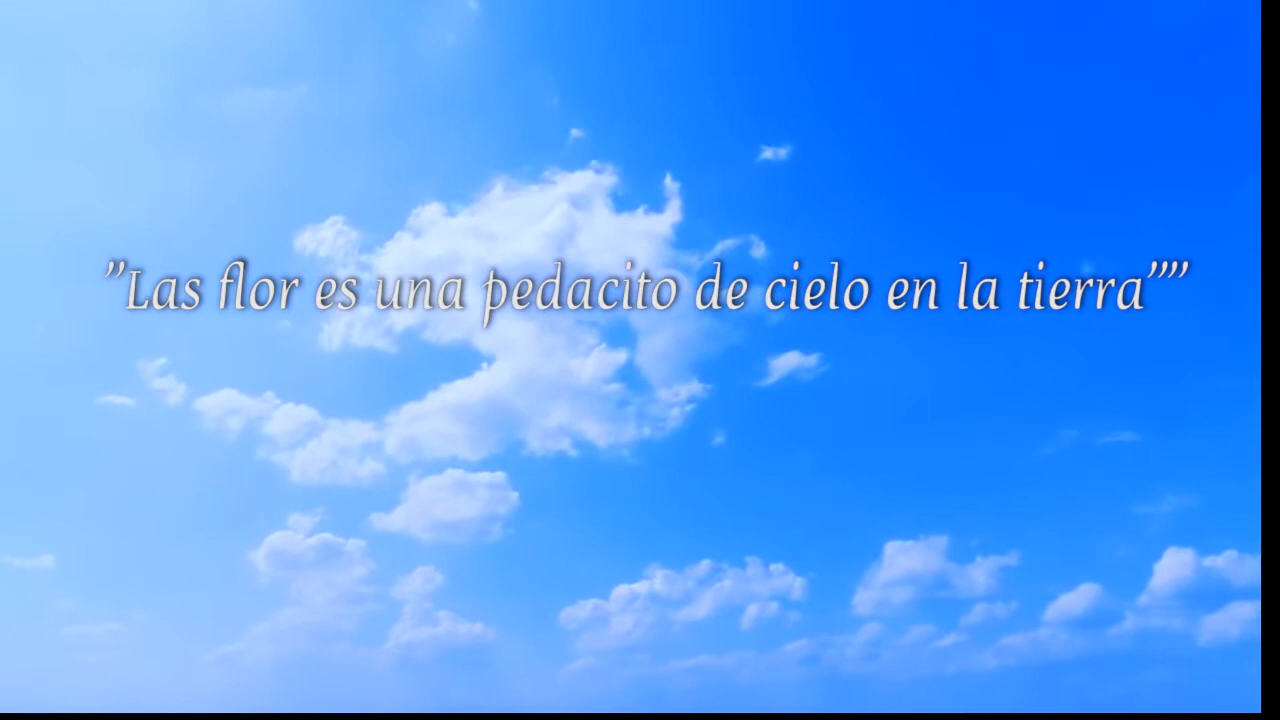 "Las flor es una pedacito de cielo en la tierra""